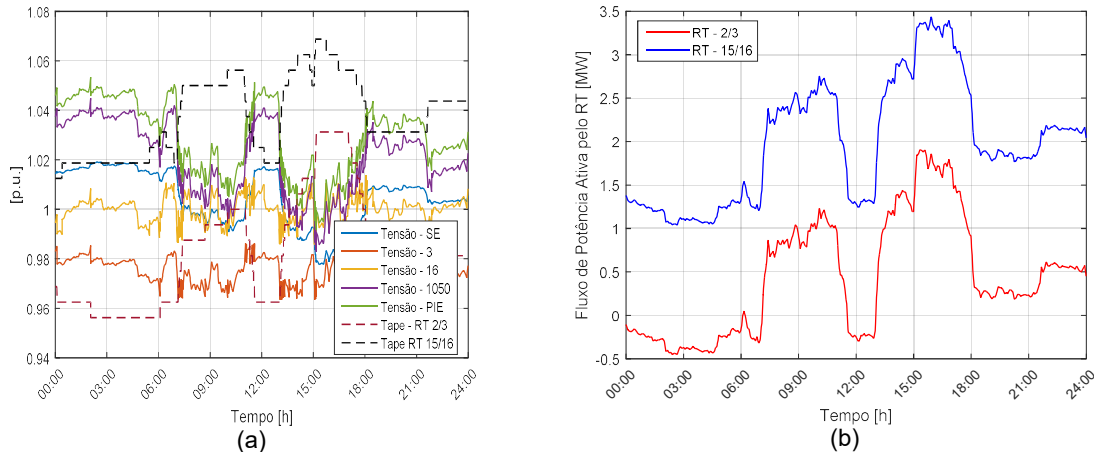 1.08
1.06
1.04
1.02
1
0.98
0.96
0.94
[p.u.]
Tensão - SE
Tensão - 3
Tensão - 16
Tensão - 1050
Tensão - PIE
Tape - RT 2/3
Tape RT 15/16
00:00
03:00
06:00
09:00
12:00
15:00
18:00
21:00
24:00
Tempo [h]
(a)
3.5
3
2.5
2
1.5
1
0.5
0
-0.5
Fluxo de Potência Ativa pelo RT [MW]
RT - 2/3
RT - 15/16
00:00
03:00
06:00
09:00
12:00
15:00
18:00
21:00
24:00
Tempo [h]
(b)